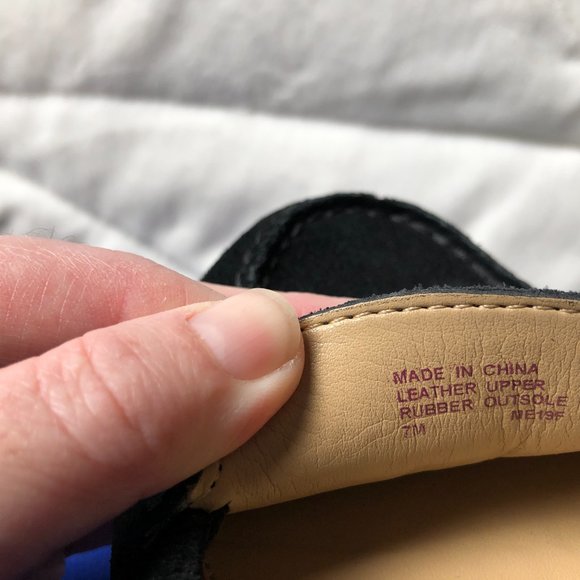 MADE IN CHINA
LEATHER UPPER
RUBBER OUTSOLE
7M NE19F